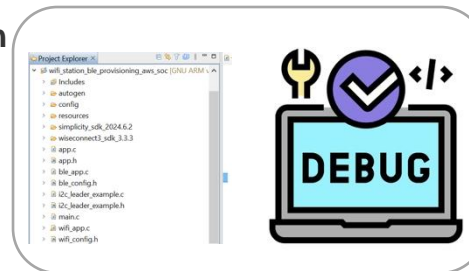 n
Project Explorer
wifi_station_ble_provisioning_aws_soc [GNU ARM v
Includes
autogen
config
resources
simplicity_sdk_2024.6.2
wiseconnect3_sdk_3.3.3
app.c
app.h
ble_app.c
ble_config.h
i2c_leader_example.c
i2c_leader_example.h
main.c
wifi_app.c
wifi_config.h
</>
DEBUG